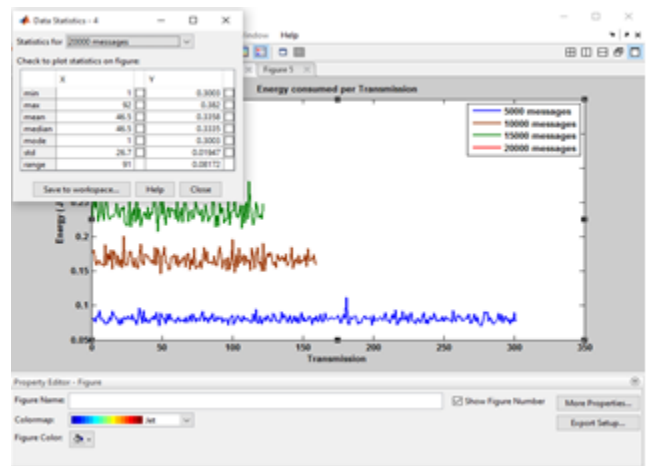 Data Statistics - 4
Statistics for 20000 messages
Check to plot statistics on figure:
X Y
min 1 0.3003
max 92 0.382
mean 46.5 0.3358
median 46.5 0.3335
mode 1 0.3003
std 26.7 0.01947
range 91 0.08172
Save to workspace... Help Close
Window Help
Figure 5
Energy consumed per Transmission
5000 messages
10000 messages
15000 messages
20000 messages
Energy (J
0.25
0.2
0.15
0.1
0.05
0 50 100 150 200 250 300 350
Transmission
Property Editor - Figure
Figure Name:
Show Figure Number
More Properties...
Colormap: Jet
Export Setup...
Figure Color: